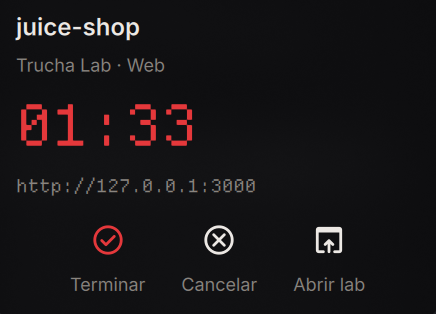 juice-shop
Trucha Lab · Web
01:33
http://127.0.0.1:3000
Terminar Cancelar Abrir lab